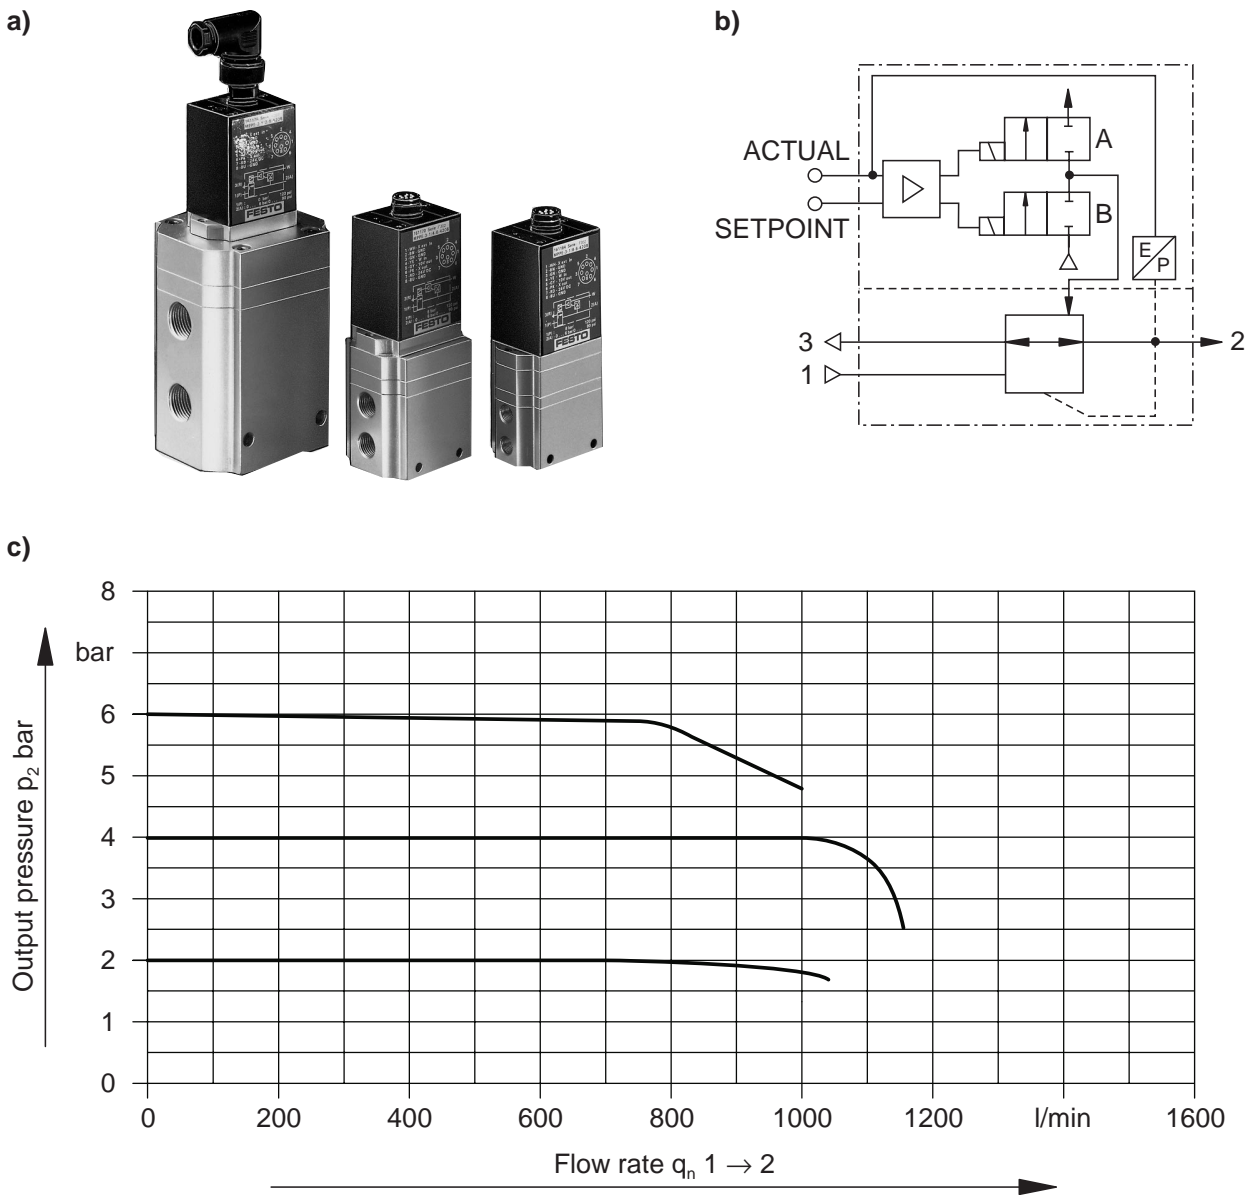 a)
FESTO
FESTO
FESTO
b)
ACTUAL
SETPOINT
A
B
E
P
3
1
2
c)
8
bar
6
5
4
3
2
1
0
Output pressure p₂ bar
0 200 400 600 800 1000 1200 l/min 1600
Flow rate qₙ 1 → 2